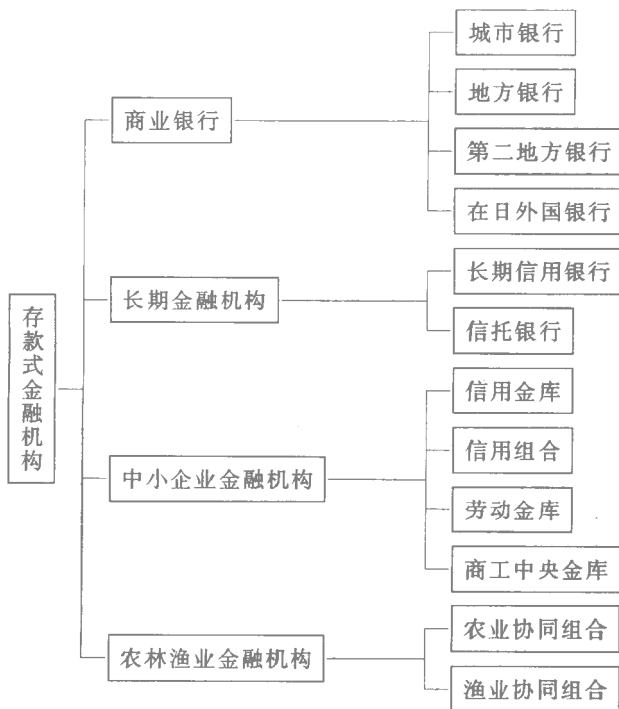 存款式金融机构
商业银行
城市银行
地方银行
第二地方银行
在日外国银行
长期金融机构
长期信用银行
信托银行
中小企业金融机构
信用金库
信用组合
劳动金库
商工中央金库
农林渔业金融机构
农业协同组合
渔业协同组合